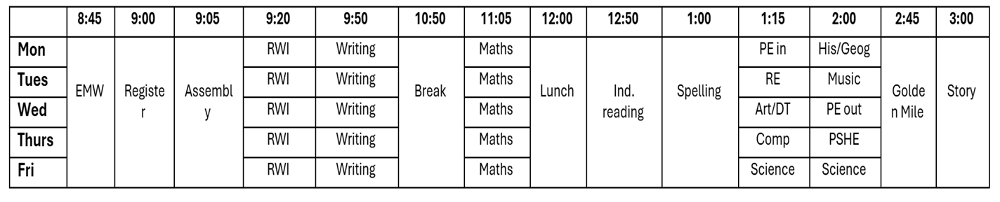 8:45 9:00 9:05 9:20 9:50 10:50 11:05 12:00 12:50 1:00 1:15 2:00 2:45 3:00
Mon EMW Registe
r Assembl
y RWI Writing Break Maths Lunch Ind.
reading Spelling PE in His/Geog Golde
n Mile Story
Tues RWI Writing Maths RE Music
Wed RWI Writing Maths Art/DT PE out
Thurs RWI Writing Maths Comp PSHE
Fri RWI Writing Maths Science Science